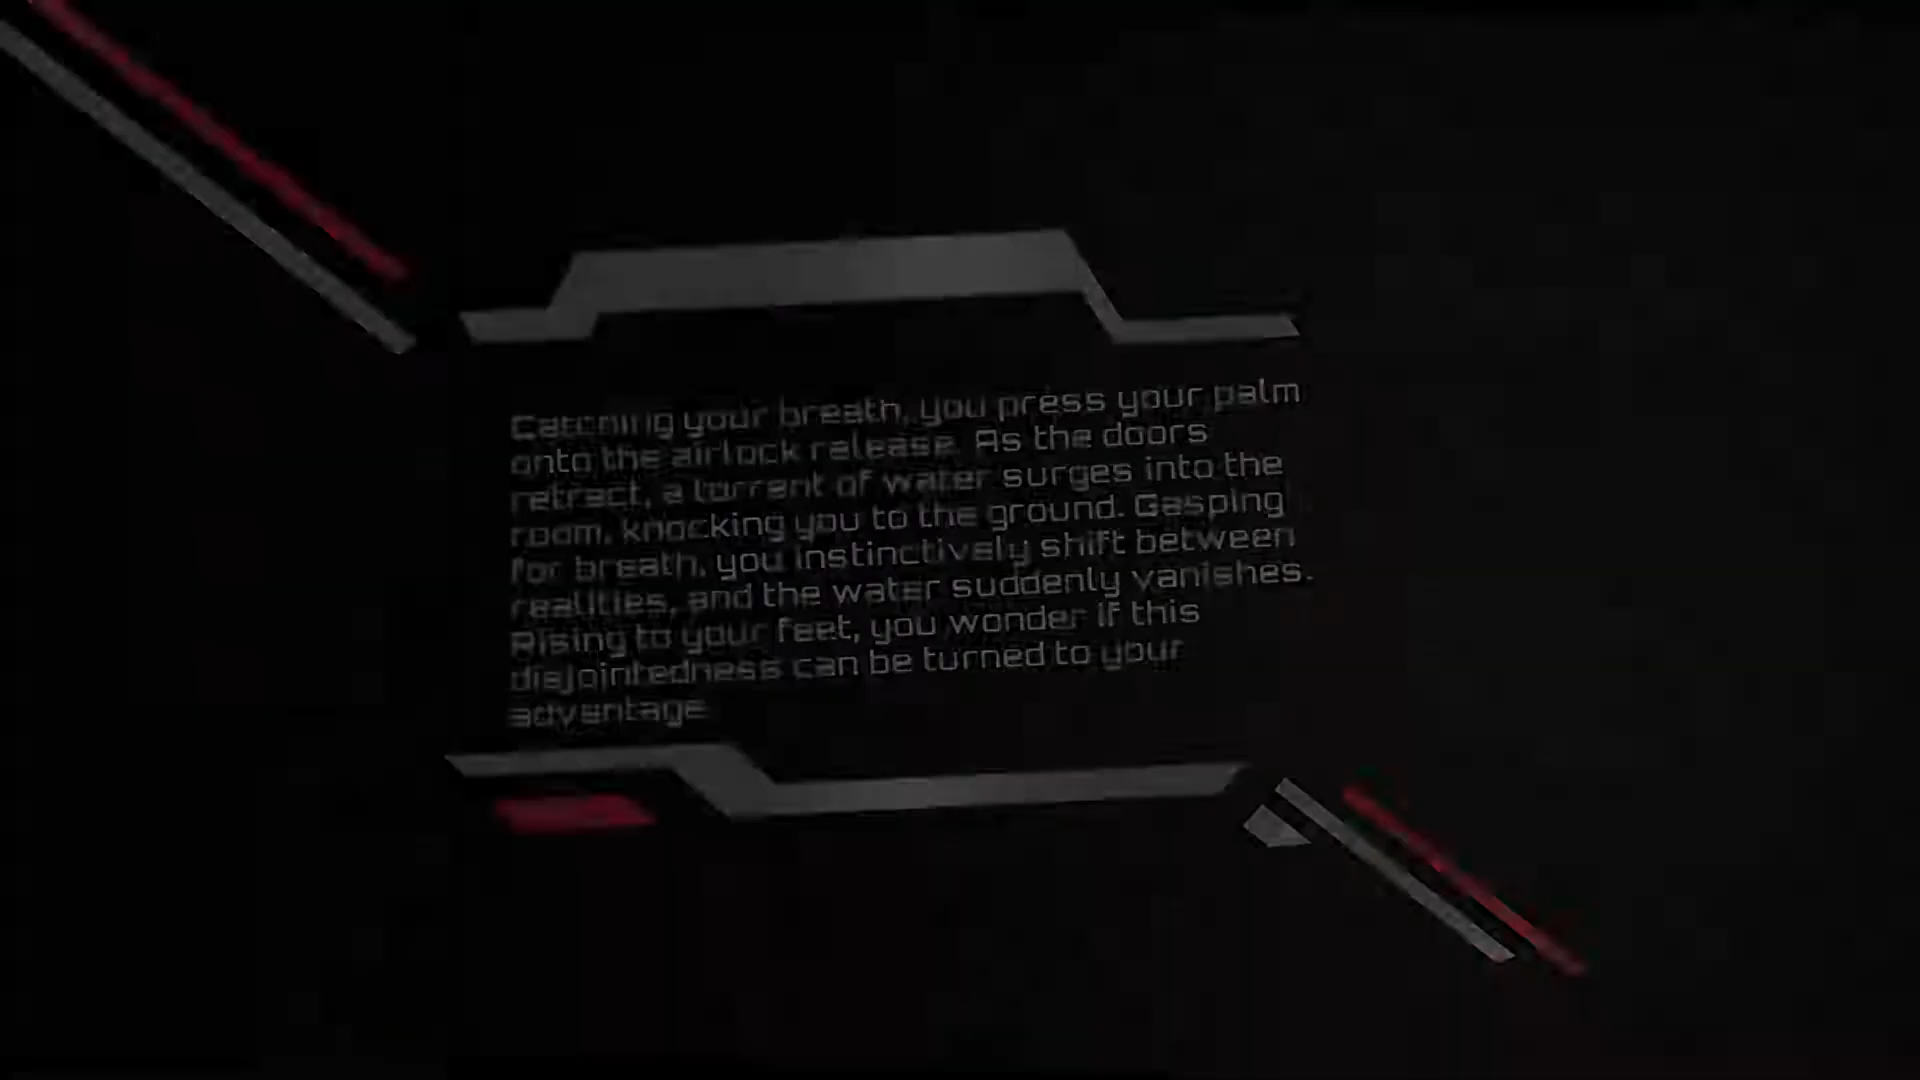 Catching your breath, you press your palm
onto the airlock release. As the doors
retract, a torrent of water surges into the
room, knocking you to the ground. Gasping
for breath, you instinctively shift between
realities, and the water suddenly vanishes.
Rising to your feet, you wonder if this
disjointedness can be turned to your
advantage.